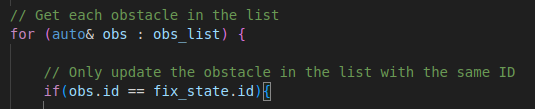 // Get each obstacle in the list
for (auto& obs : obs_list) {
// Only update the obstacle in the list with the same ID
if(obs.id == fix_state.id){